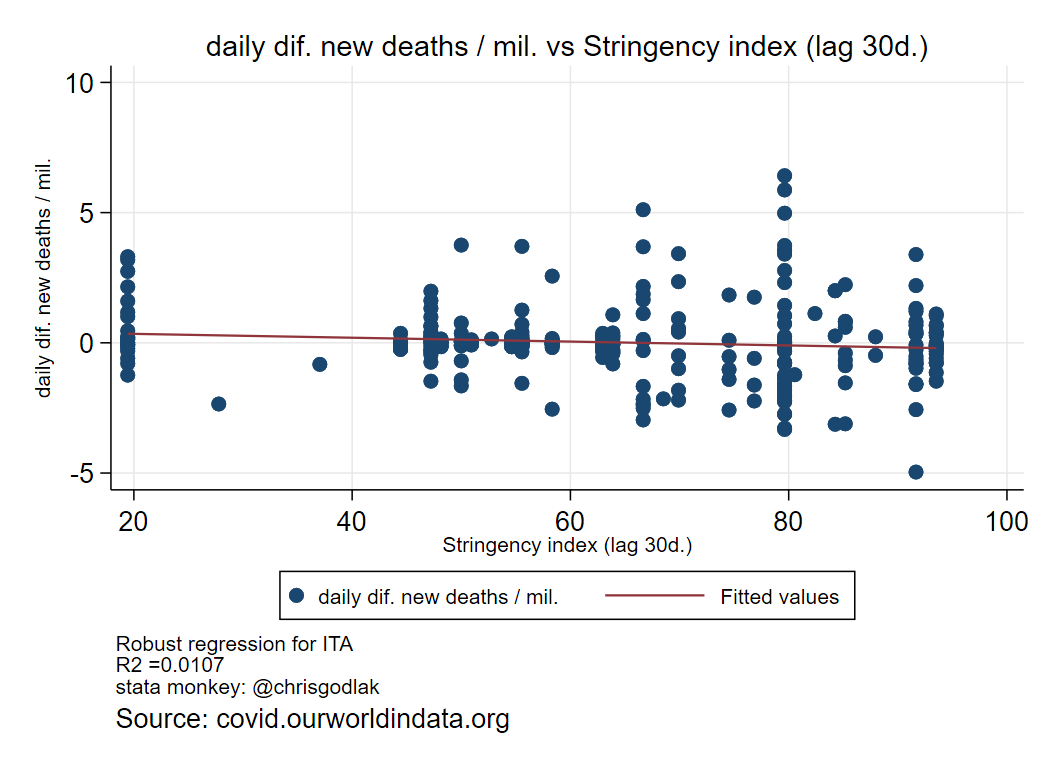 daily dif. new deaths / mil. vs Stringency index (lag 30d.)
daily dif. new deaths / mil.
10
5
0
-5
20 40 60 80 100
Stringency index (lag 30d.)
daily dif. new deaths / mil. Fitted values
Robust regression for ITA
R2 =0.0107
stata monkey: @chrisgodlak
Source: covid.ourworldindata.org